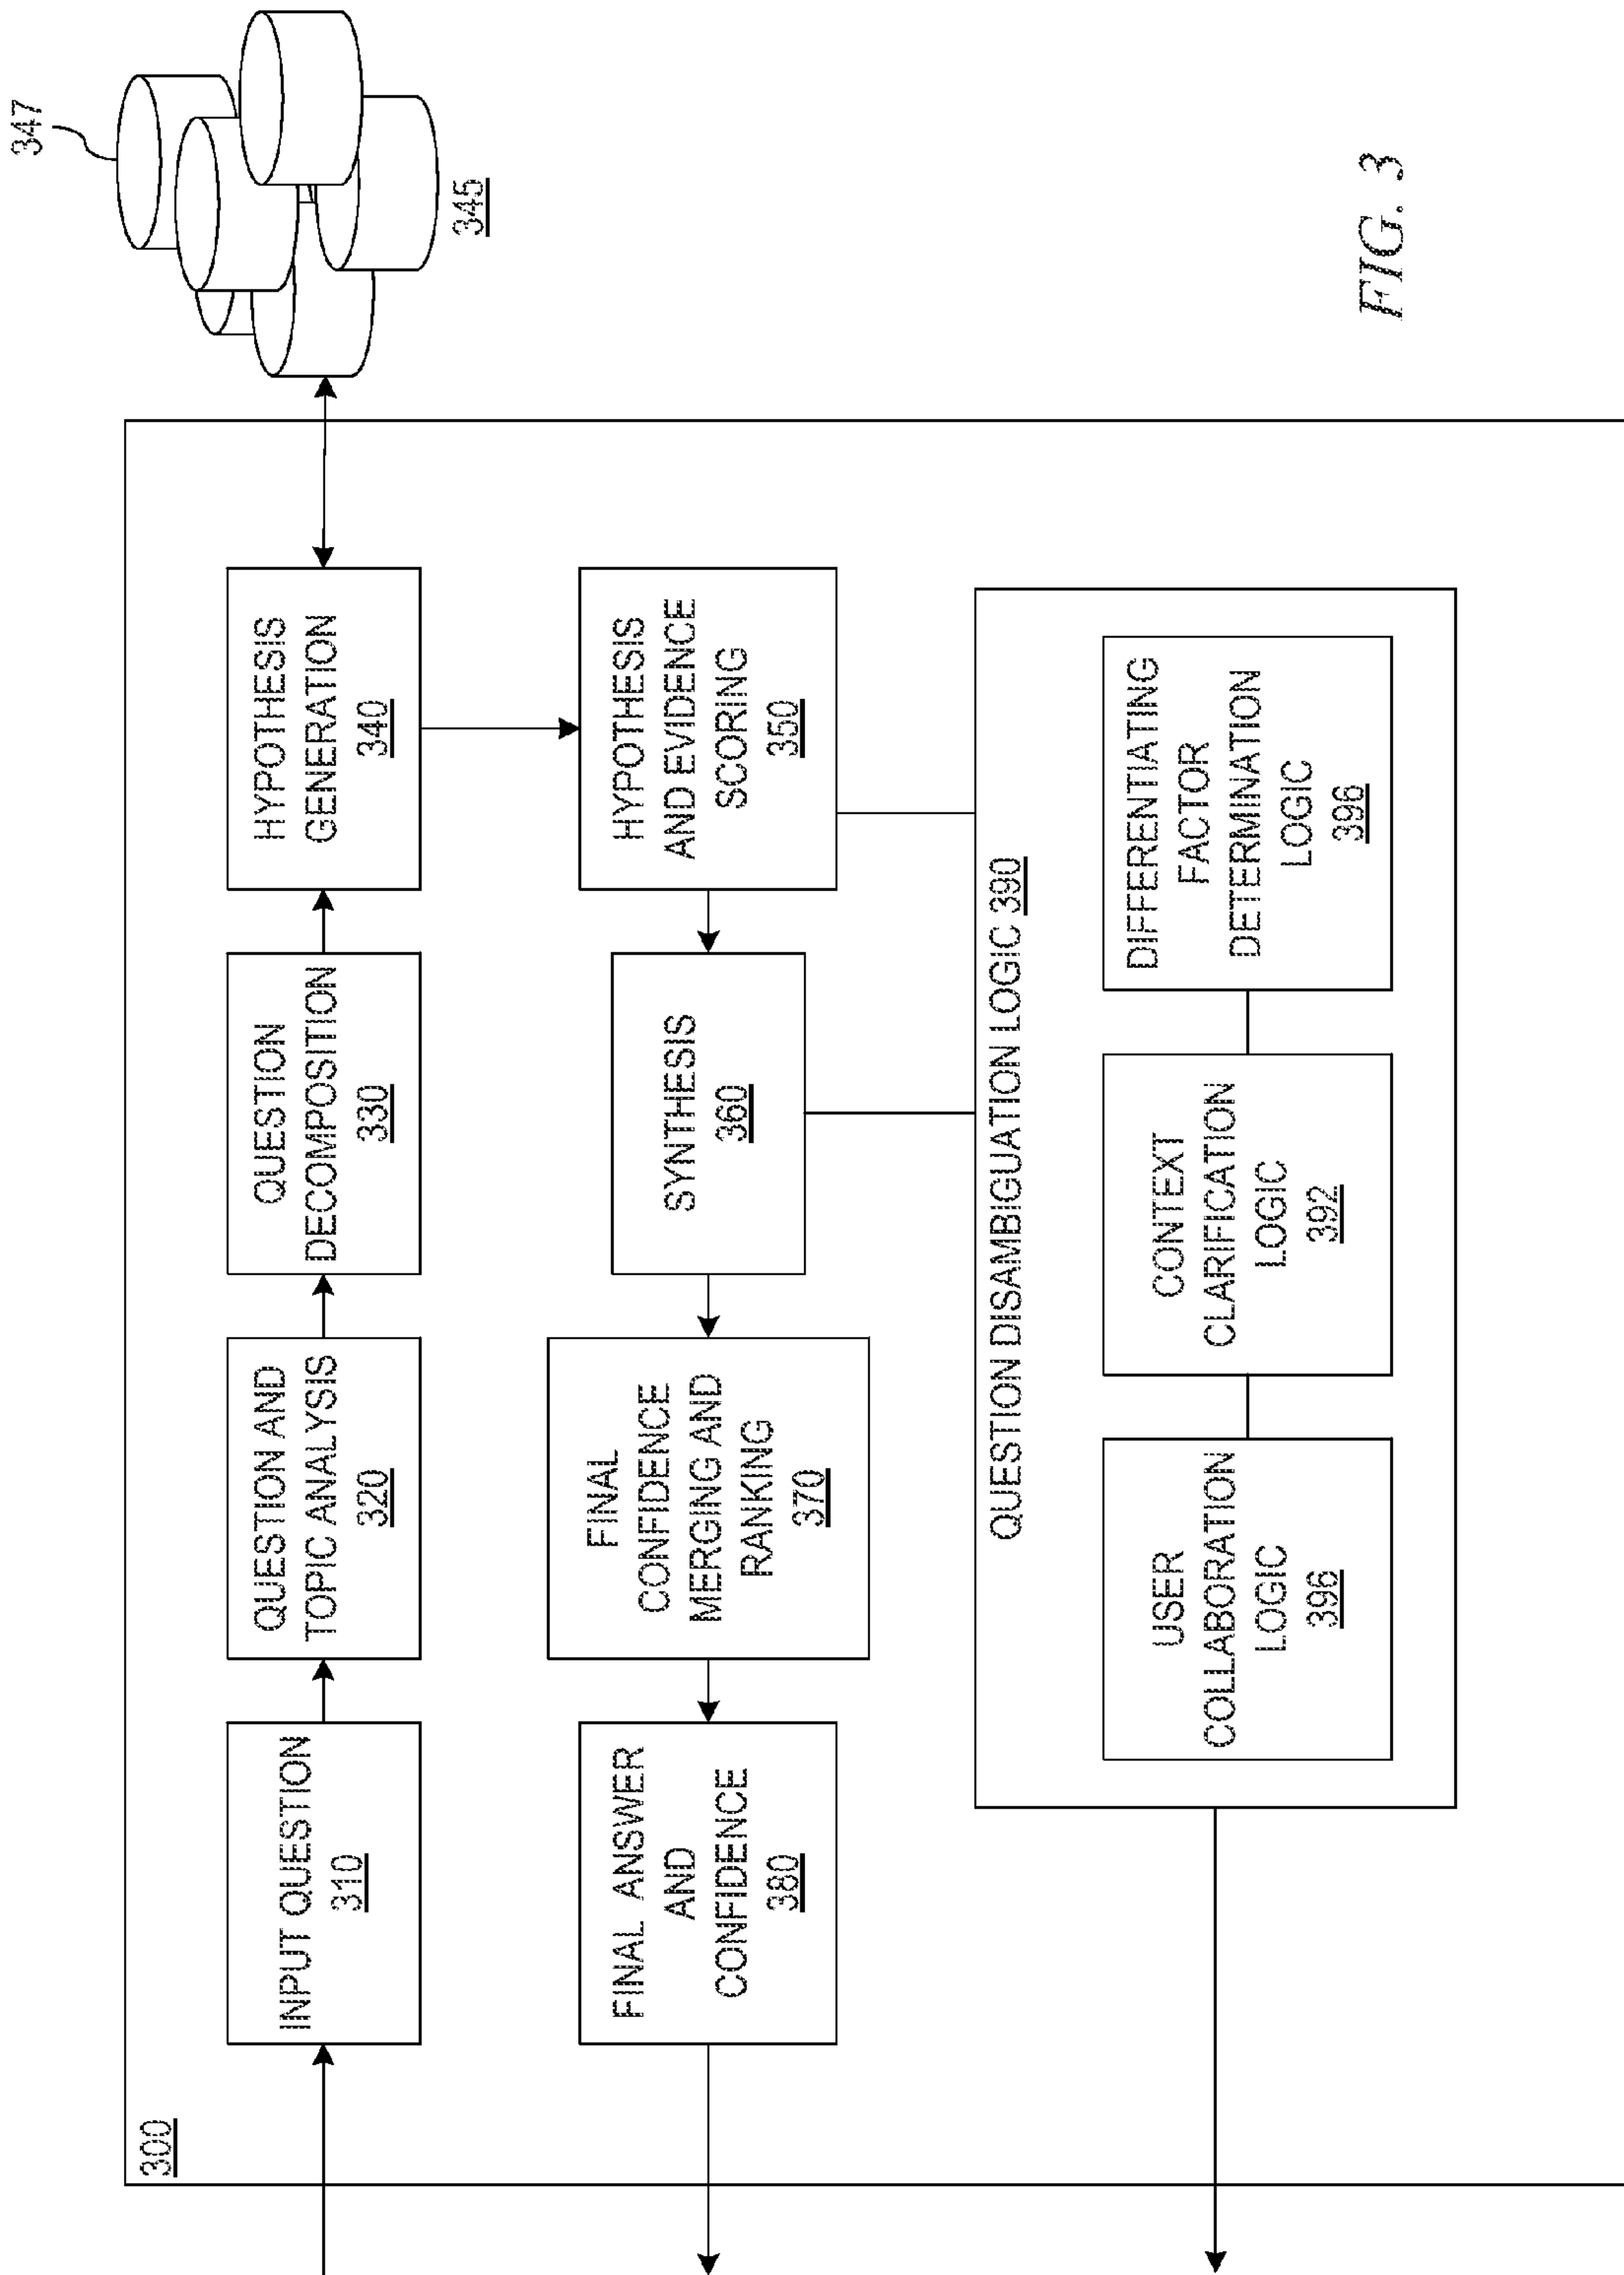 300
347
345
INPUT QUESTION
310
QUESTION AND
TOPIC ANALYSIS
320
QUESTION
DECOMPOSITION
330
HYPOTHESIS
GENERATION
340
FINAL ANSWER
AND
CONFIDENCE
380
FINAL
CONFIDENCE
MERGING AND
RANKING
370
SYNTHESIS
360
HYPOTHESIS
AND EVIDENCE
SCORING
350
QUESTION DISAMBIGUATION LOGIC 390
USER
COLLABORATION
LOGIC
396
CONTEXT
CLARIFICATION
LOGIC
392
DIFFERENTIATING
FACTOR
DETERMINATION
LOGIC
396
FIG. 3